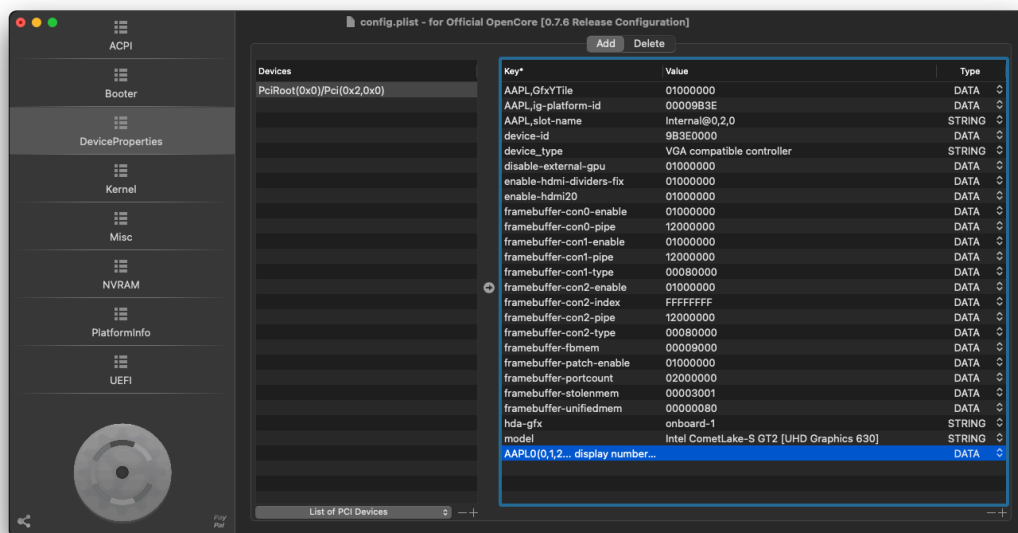 config.plist - for Official OpenCore [0.7.6 Release Configuration]
ACPI
Booter
DeviceProperties
Kernel
Misc
NVRAM
PlatformInfo
UEFI
Pay
Pal
Add Delete
Devices
PciRoot(0x0)/Pci(0x2,0x0)
List of PCI Devices
Key* Value Type
AAPL,GfxYTile 01000000 DATA
AAPL,ig-platform-id 00009B3E DATA
AAPL,slot-name Internal@0,2,0 STRING
device-id 9B3E0000 DATA
device_type VGA compatible controller STRING
disable-external-gpu 01000000 DATA
enable-hdmi-dividers-fix 01000000 DATA
enable-hdmi20 01000000 DATA
framebuffer-con0-enable 01000000 DATA
framebuffer-con0-pipe 12000000 DATA
framebuffer-con1-enable 01000000 DATA
framebuffer-con1-pipe 12000000 DATA
framebuffer-con1-type 00080000 DATA
framebuffer-con2-enable 01000000 DATA
framebuffer-con2-index FFFFFFFF DATA
framebuffer-con2-pipe 12000000 DATA
framebuffer-con2-type 00080000 DATA
framebuffer-fbmem 00009000 DATA
framebuffer-patch-enable 01000000 DATA
framebuffer-portcount 02000000 DATA
framebuffer-stolenmem 00003001 DATA
framebuffer-unifiedmem 00000080 DATA
hda-gfx onboard-1 STRING
model Intel CometLake-S GT2 [UHD Graphics 630] STRING
AAPL0(0,1,2... display number... DATA